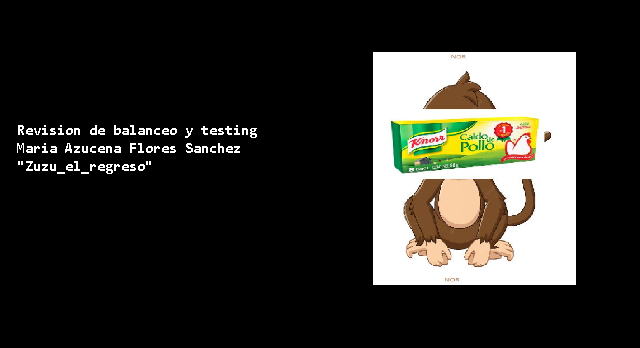 Revision de balanceo y testing
Maria Azucena Flores Sanchez
"Zuzu_el_regreso"
Knorr
Caldo de
Pollo